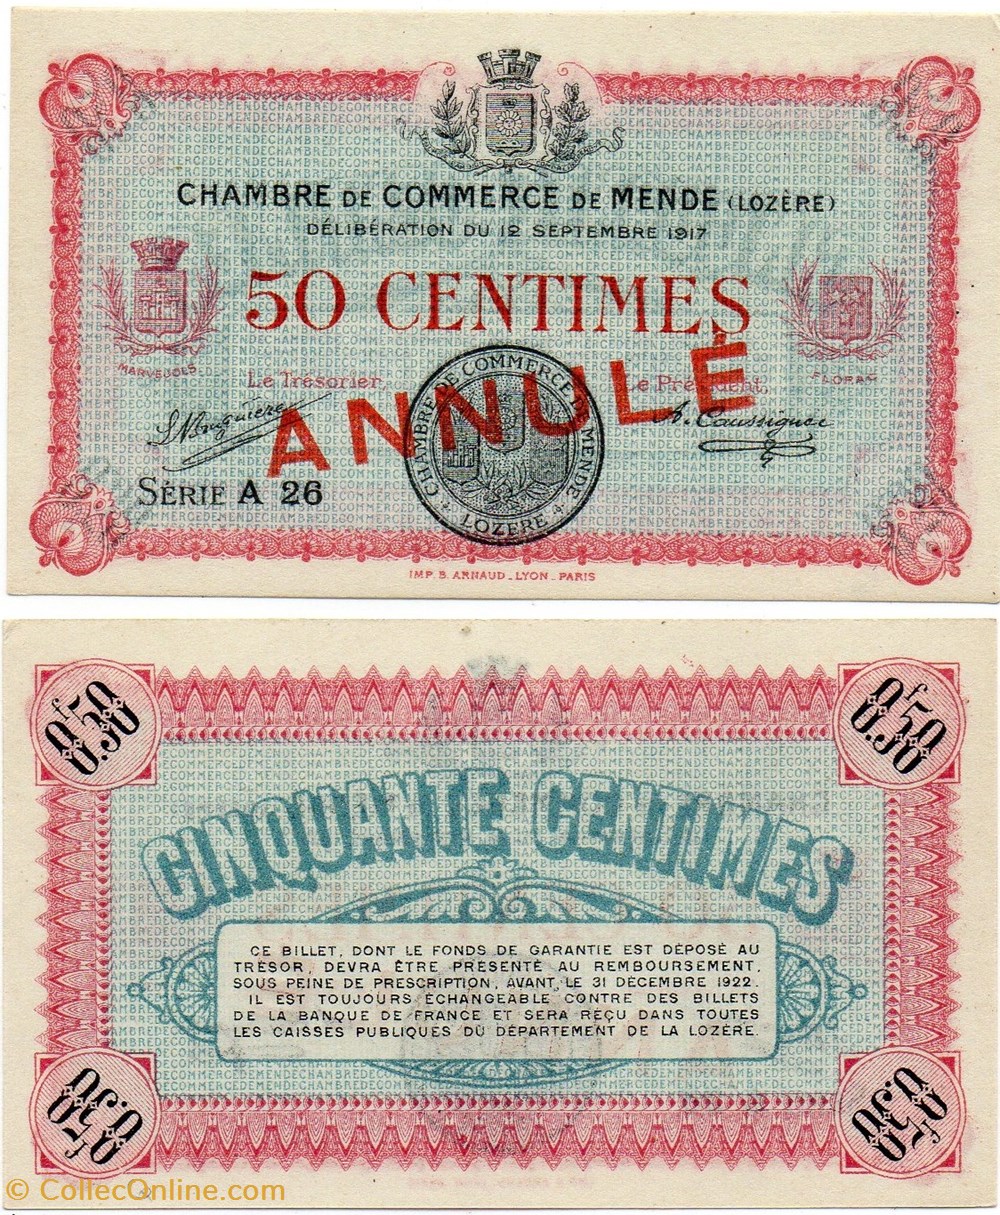 CHAMBRE DE COMMERCE DE MENDE (LOZÈRE)
DÉLIBÉRATION DU 12 SEPTEMBRE 1917
50 CENTIMES
MARVEJOLS
FLORAC
Le Trésorier,
Le Président,
ANNULÉ
CHAMBRE DE COMMERCE DE MENDE
LOZÈRE
SÉRIE A 26
IMP. B. ARNAUD_LYON_PARIS
0f.50
0f.50
CINQUANTE CENTIMES
CE BILLET, DONT LE FONDS DE GARANTIE EST DÉPOSÉ AU
TRÉSOR, DEVRA ÊTRE PRÉSENTÉ AU REMBOURSEMENT,
SOUS PEINE DE PRESCRIPTION, AVANT LE 31 DÉCEMBRE 1922.
IL EST TOUJOURS ÉCHANGEABLE CONTRE DES BILLETS
DE LA BANQUE DE FRANCE ET SERA REÇU DANS TOUTES
LES CAISSES PUBLIQUES DU DÉPARTEMENT DE LA LOZÈRE.
0f.50
0f.50
© CollecOnline.com